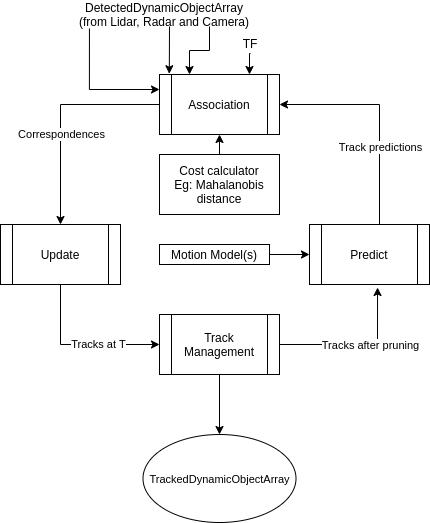 DetectedDynamicObjectArray
(from Lidar, Radar and Camera)
TF
Association
Correspondences
Track predictions
Cost calculator
Eg: Mahalanobis
distance
Update
Motion Model(s)
Predict
Tracks at T
Track
Management
Tracks after pruning
TrackedDynamicObjectArray